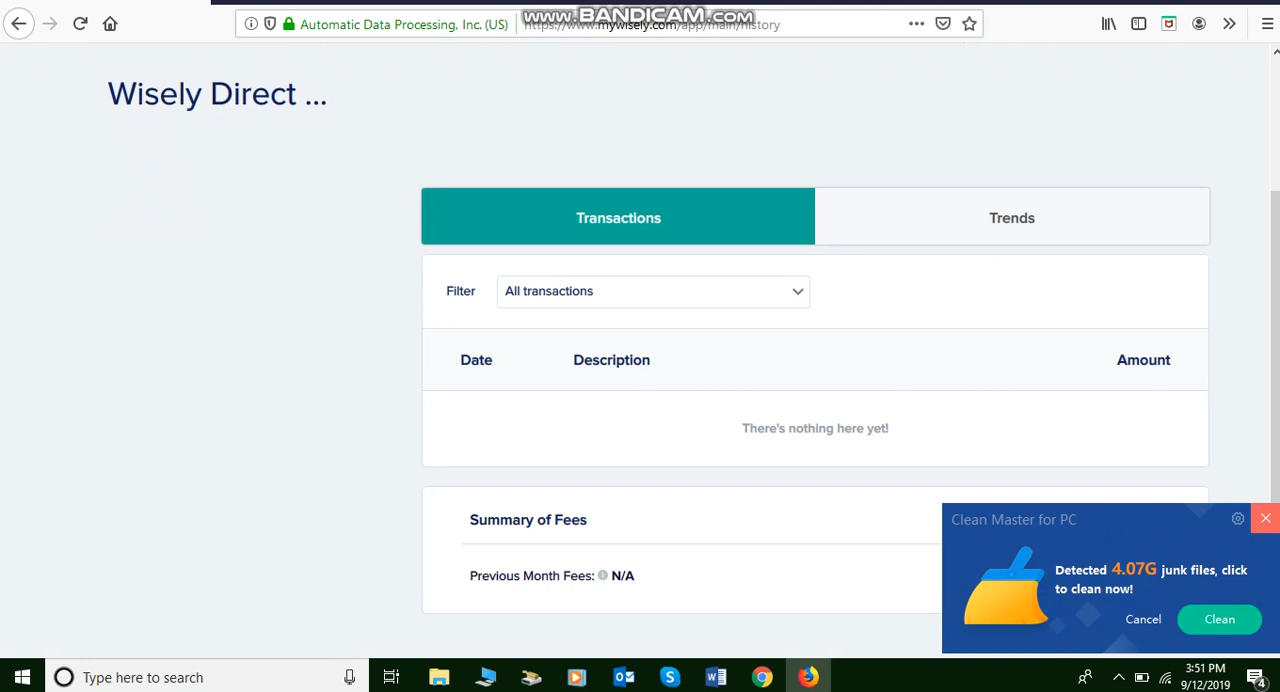 www.BANDICAM.com
Automatic Data Processing, Inc. (US)
https://www.mywisely.com/app/main/history
Wisely Direct ...
Transactions
Trends
Filter
All transactions
Date
Description
Amount
There's nothing here yet!
Summary of Fees
Previous Month Fees: N/A
Clean Master for PC
Detected 4.07G junk files, click
to clean now!
Cancel
Clean
Type here to search
3:51 PM
9/12/2019
4